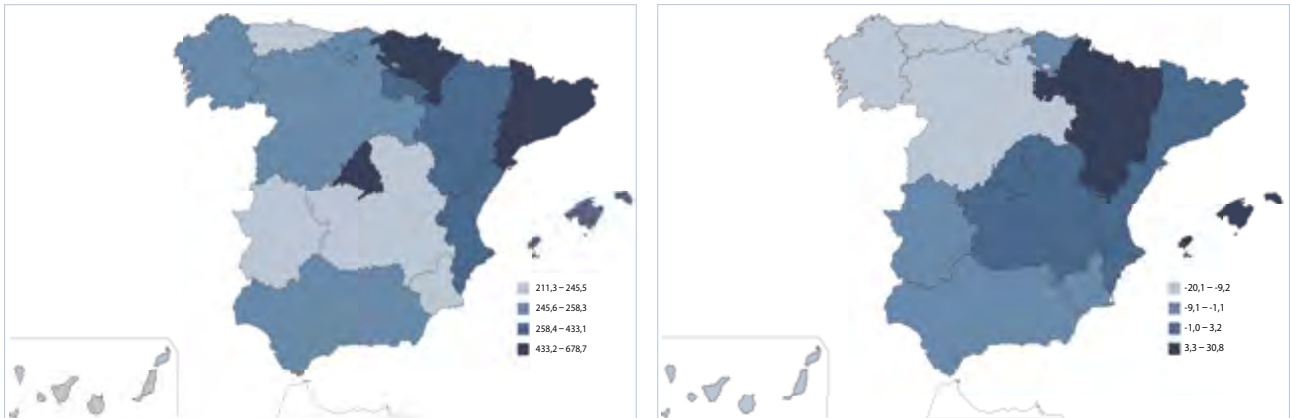 211,3 – 245,5
245,6 – 258,3
258,4 – 433,1
433,2 – 678,7
-20,1 – -9,2
-9,1 – -1,1
-1,0 – 3,2
3,3 – 30,8